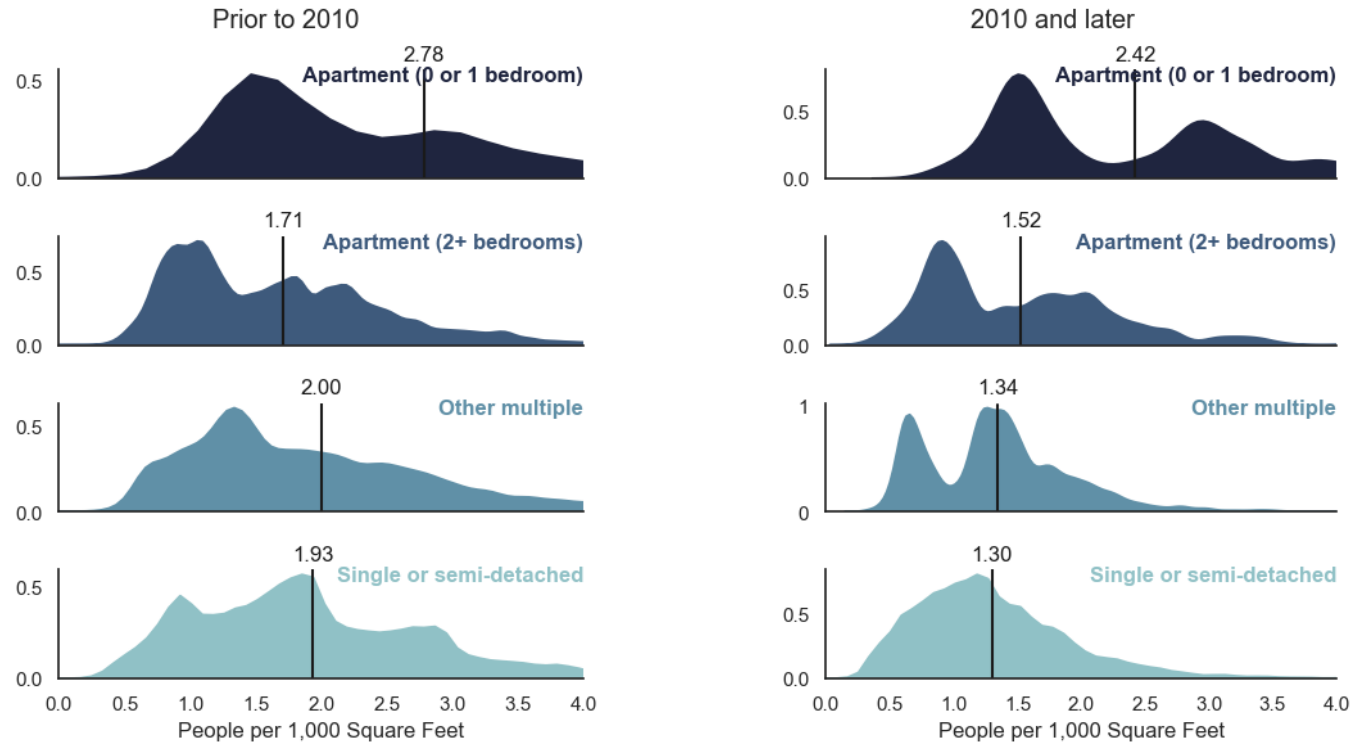 Prior to 2010
2.78
Apartment (0 or 1 bedroom)
0.5
0.0
1.71
Apartment (2+ bedrooms)
0.5
0.0
2.00
Other multiple
0.5
0.0
1.93
Single or semi-detached
0.5
0.0
0.0 0.5 1.0 1.5 2.0 2.5 3.0 3.5 4.0
People per 1,000 Square Feet
2010 and later
2.42
Apartment (0 or 1 bedroom)
0.5
0.0
1.52
Apartment (2+ bedrooms)
0.5
0.0
1.34
Other multiple
1
0
1.30
Single or semi-detached
0.5
0.0
0.0 0.5 1.0 1.5 2.0 2.5 3.0 3.5 4.0
People per 1,000 Square Feet